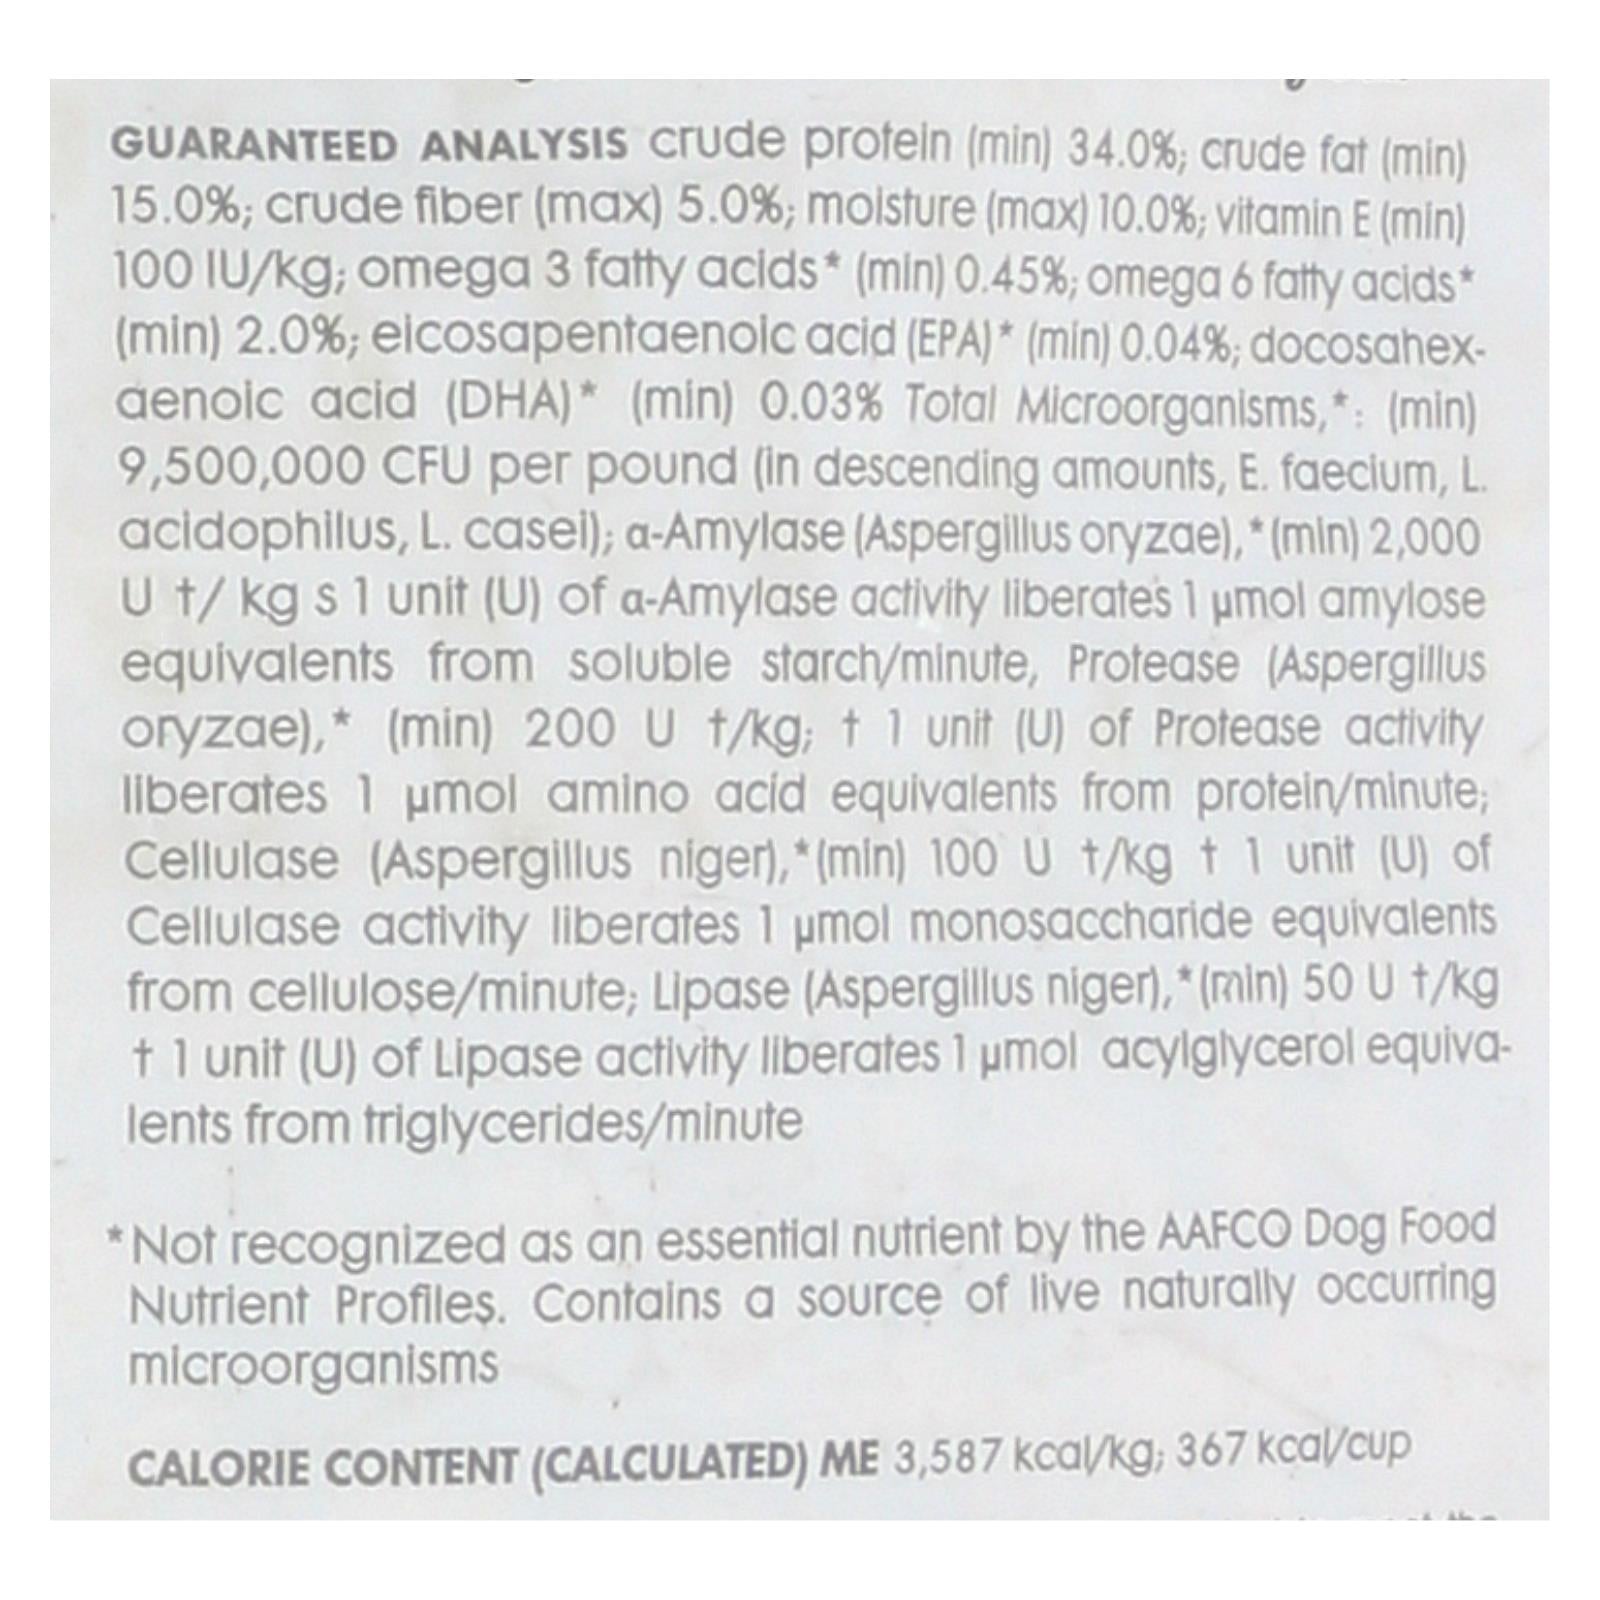 GUARANTEED ANALYSIS crude protein (min) 34.0%; crude fat (min)
15.0%; crude fiber (max) 5.0%; moisture (max) 10.0%; vitamin E (min)
100 IU/kg; omega 3 fatty acids* (min) 0.45%; omega 6 fatty acids*
(min) 2.0%; eicosapentaenoic acid (EPA)* (min) 0.04%; docosahex-
aenoic acid (DHA)* (min) 0.03% Total Microorganisms,*: (min)
9,500,000 CFU per pound (in descending amounts, E. faecium, L.
acidophilus, L. casei); α-Amylase (Aspergillus oryzae),*(min) 2,000
U †/ kg s 1 unit (U) of α-Amylase activity liberates 1 µmol amylose
equivalents from soluble starch/minute, Protease (Aspergillus
oryzae),* (min) 200 U †/kg; † 1 unit (U) of Protease activity
liberates 1 µmol amino acid equivalents from protein/minute;
Cellulase (Aspergillus niger),*(min) 100 U †/kg † 1 unit (U) of
Cellulase activity liberates 1 µmol monosaccharide equivalents
from cellulose/minute; Lipase (Aspergillus niger),*(min) 50 U †/kg
† 1 unit (U) of Lipase activity liberates 1 µmol acylglycerol equiva-
lents from triglycerides/minute
*Not recognized as an essential nutrient by the AAFCO Dog Food
Nutrient Profiles. Contains a source of live naturally occurring
microorganisms
CALORIE CONTENT (CALCULATED) ME 3,587 kcal/kg; 367 kcal/cup